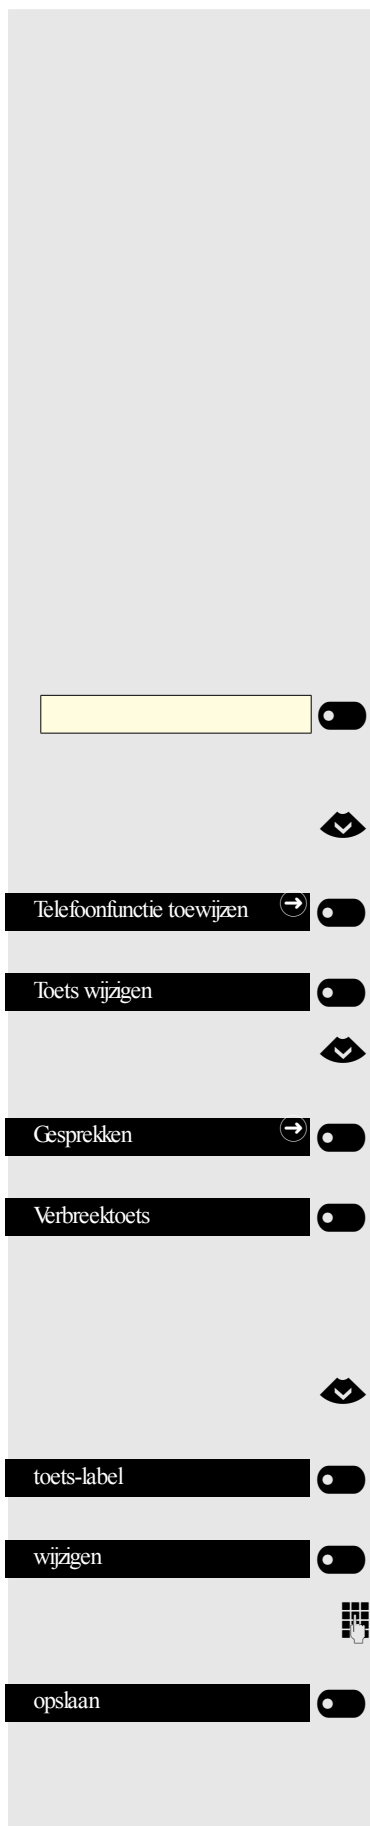 Telefoonfunctie toewijzen
Toets wijzigen
Gesprekken
Verbreektoets
toets-label
wijzigen
opslaan